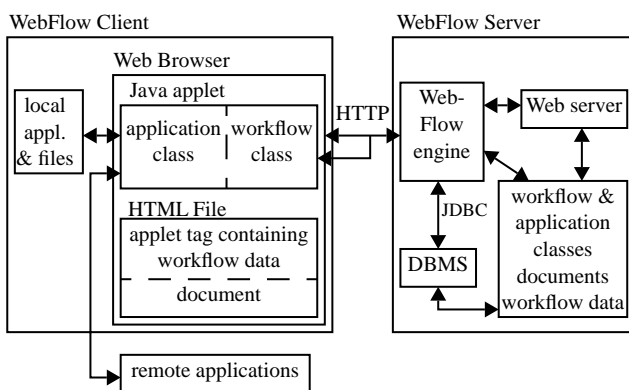 WebFlow Client
WebFlow Server
Web Browser
Java applet
local
appl.
& files
application
class
workflow
class
HTTP
Web-
Flow
engine
Web server
HTML File
applet tag containing
workflow data
document
JDBC
DBMS
workflow &
application
classes
documents
workflow data
remote applications